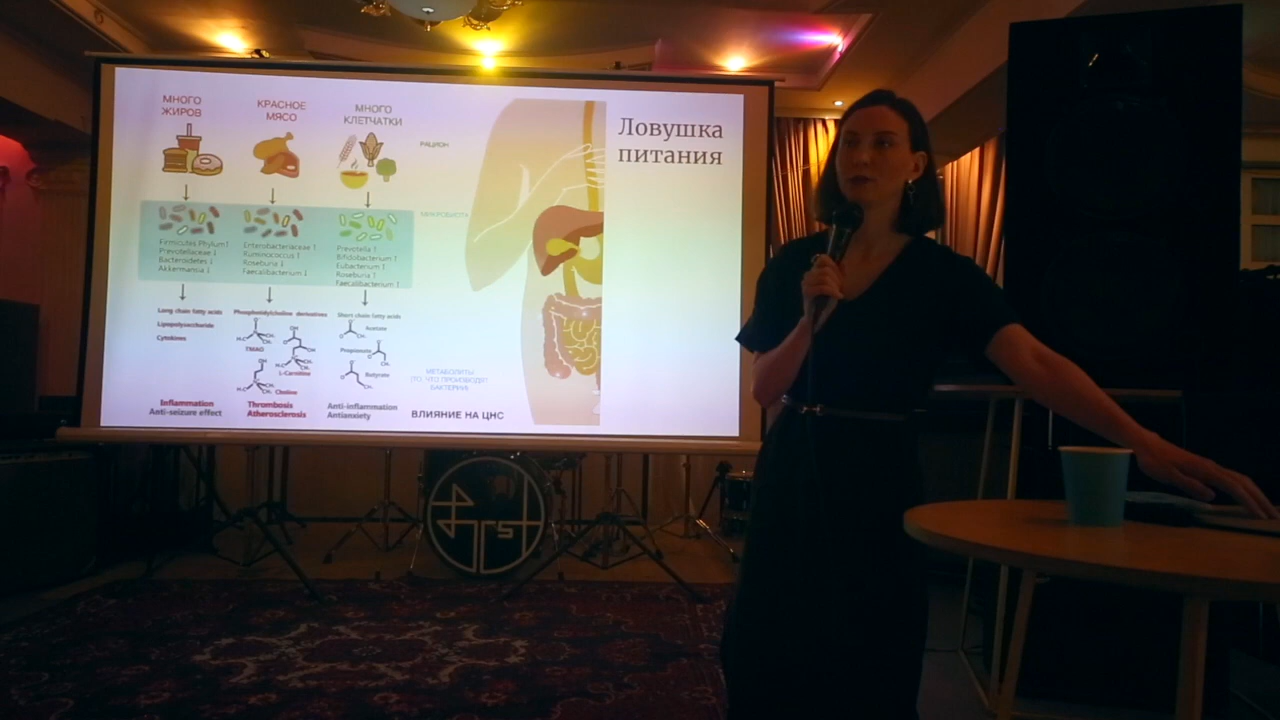 Ловушка
питания
МНОГО
ЖИРОВ
КРАСНОЕ
МЯСО
МНОГО
КЛЕТЧАТКИ
РАЦИОН
МИКРОБИОТА
Firmicutes Phylum↑
Prevotellaceae ↓
Bacteroidetes ↓
Akkermansia ↓
Enterobacteriaceae ↑
Ruminococcus ↑
Roseburia ↓
Faecalibacterium ↓
Prevotella ↑
Bifidobacterium ↑
Eubacterium ↑
Roseburia ↑
Faecalibacterium ↑
Long chain fatty acids
Lipopolysaccharide
Cytokines
Phosphotidylcholine derivatives
TMAO
L-Carnitine
Choline
Short chain fatty acids
Acetate
Propionate
Butyrate
МЕТАБОЛИТЫ
(ТО, ЧТО ПРОИЗВОДЯТ
БАКТЕРИИ)
Inflammation
Anti-seizure effect
Thrombosis
Atherosclerosis
Anti-inflammation
Antianxiety
ВЛИЯНИЕ НА ЦНС